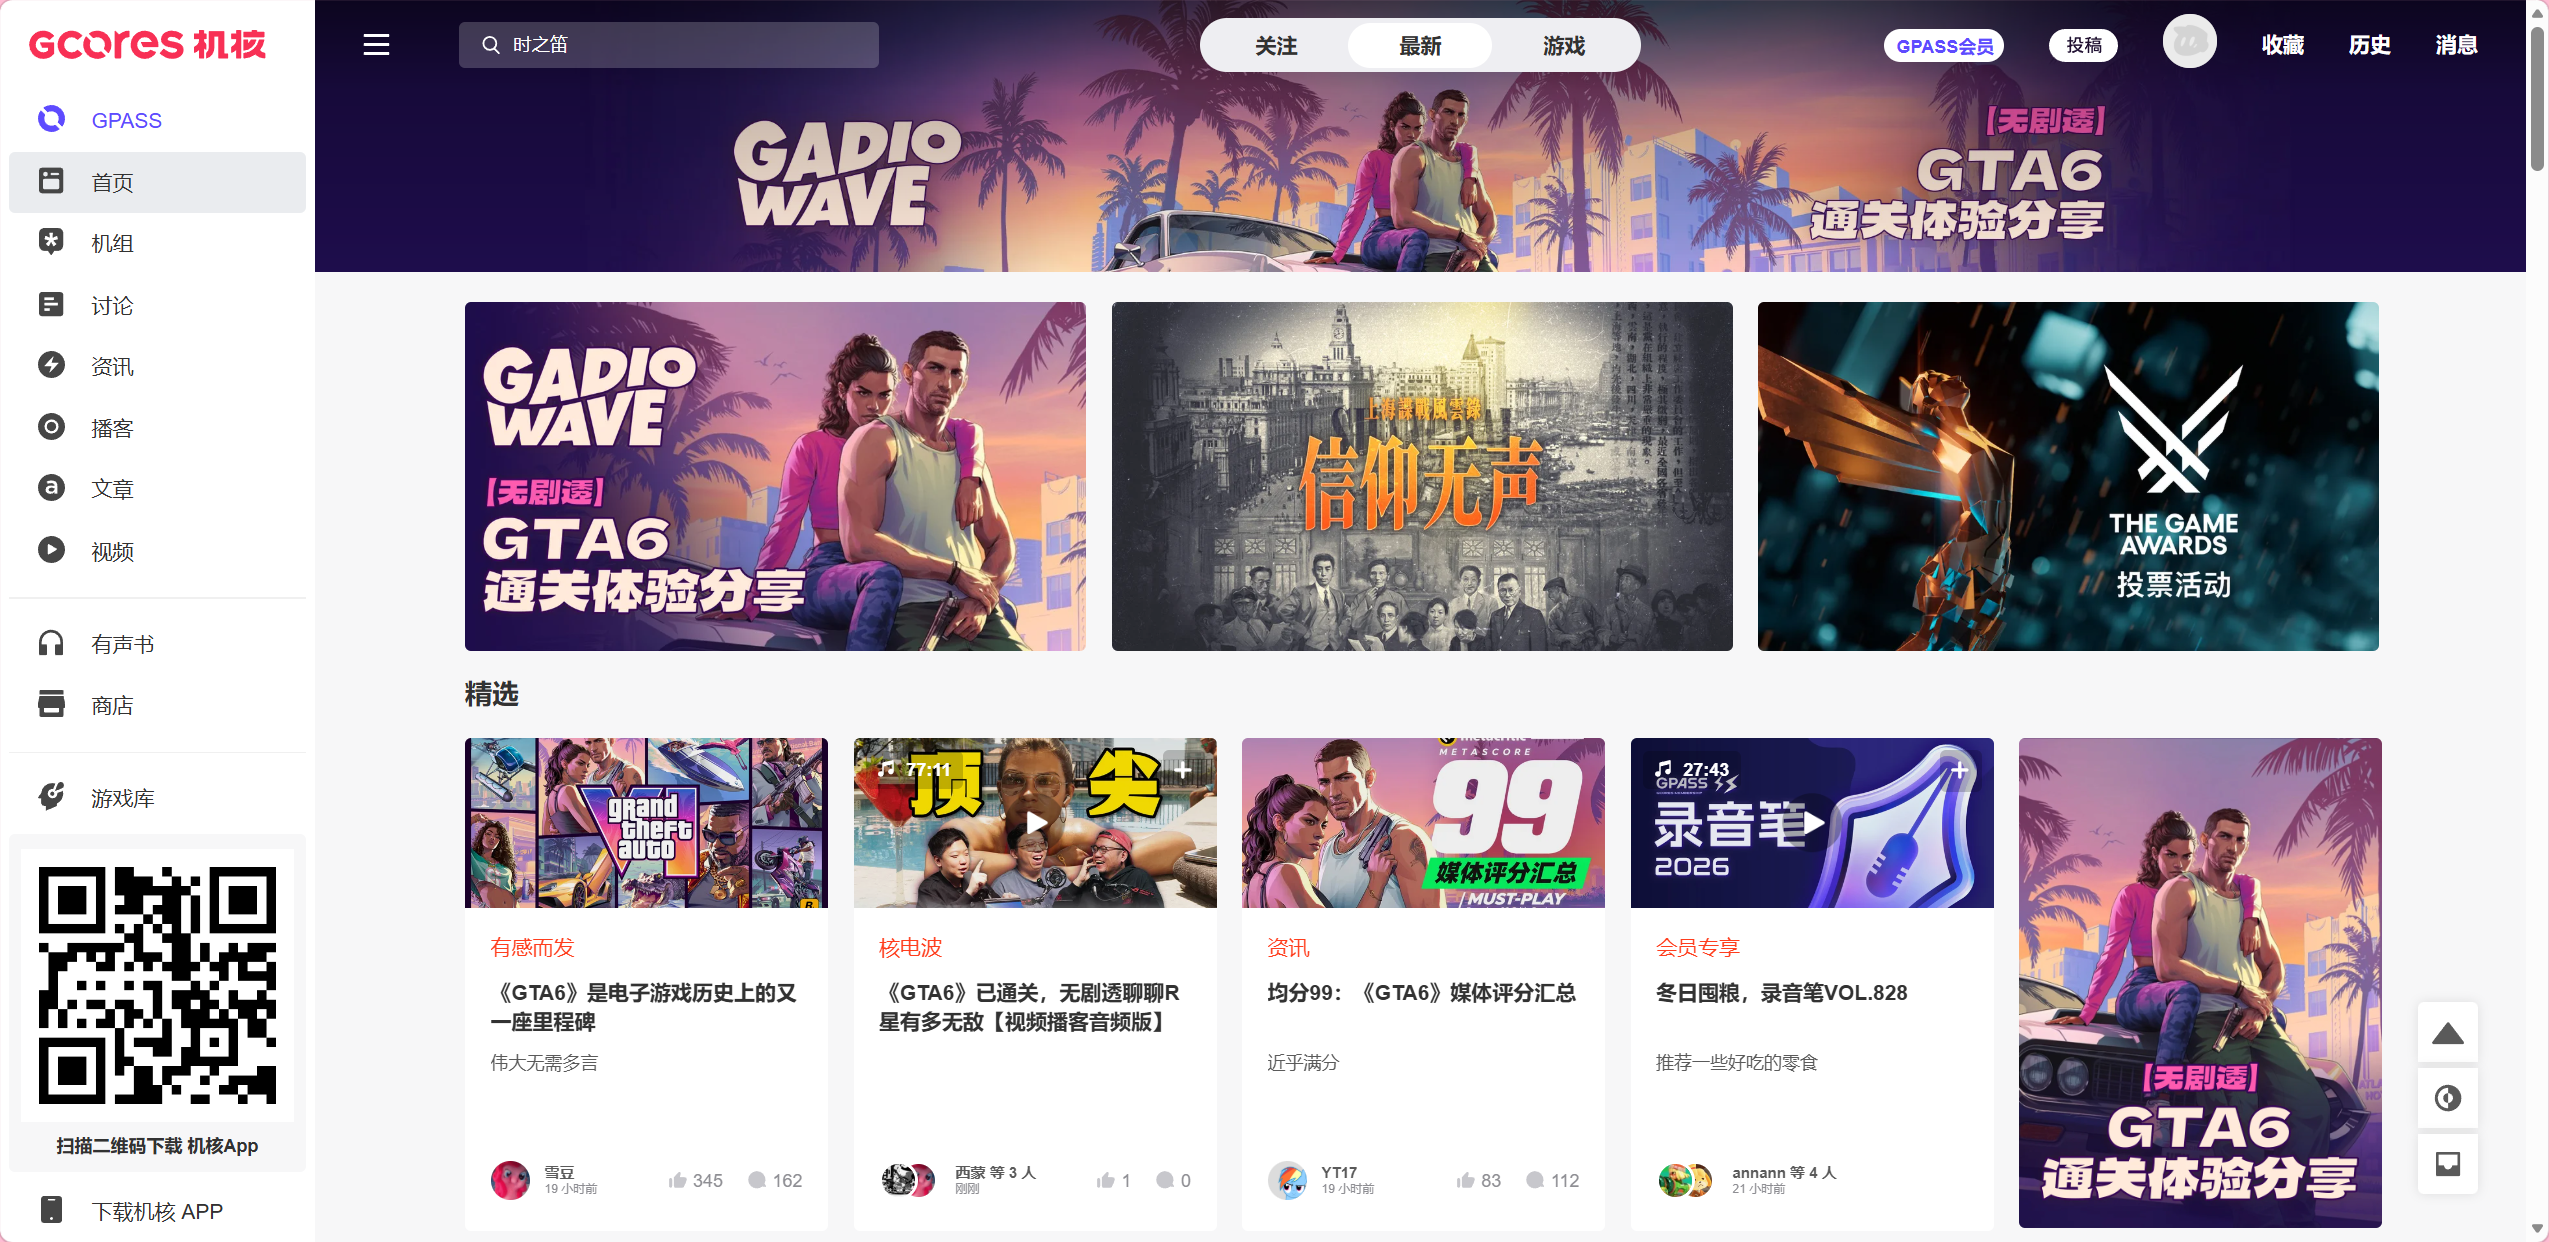 GCORES 机核
GPASS
首页
机组
讨论
资讯
播客
文章
视频
有声书
商店
游戏库
扫描二维码下载 机核App
下载机核 APP
时之笛
关注
最新
游戏
GPASS会员
投稿
收藏
历史
消息
GADIO
WAVE
【无剧透】
GTA6
通关体验分享
GADIO
WAVE
【无剧透】
GTA6
通关体验分享
上海諜戰風雲錄
信仰无声
THE GAME
AWARDS
投票活动
精选
grand
theft
auto
VI
有感而发
《GTA6》是电子游戏历史上的又
一座里程碑
伟大无需多言
雪豆
19 小时前
345
162
77:11
顶 尖
核电波
《GTA6》已通关，无剧透聊聊R
星有多无敌【视频播客音频版】
西蒙 等 3 人
刚刚
1
0
metacritic
METASCORE
99
媒体评分汇总
/ MUST-PLAY
资讯
均分99：《GTA6》媒体评分汇总
近乎满分
YT17
19 小时前
83
112
27:43
GPASS
录音笔
2026
会员专享
冬日囤粮，录音笔VOL.828
推荐一些好吃的零食
annann 等 4 人
21 小时前
【无剧透】
GTA6
通关体验分享